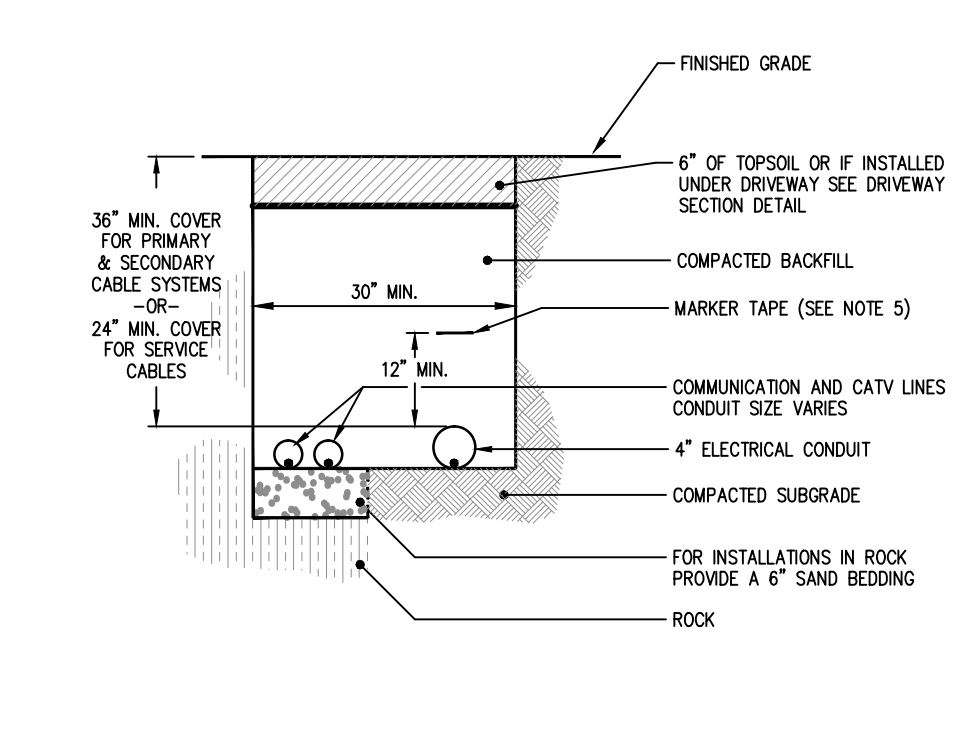 FINISHED GRADE
6” OF TOPSOIL OR IF INSTALLED
UNDER DRIVEWAY SEE DRIVEWAY
SECTION DETAIL
36” MIN. COVER
FOR PRIMARY
& SECONDARY
CABLE SYSTEMS
–OR–
24” MIN. COVER
FOR SERVICE
CABLES
COMPACTED BACKFILL
30” MIN.
MARKER TAPE (SEE NOTE 5)
12” MIN.
COMMUNICATION AND CATV LINES
CONDUIT SIZE VARIES
4” ELECTRICAL CONDUIT
COMPACTED SUBGRADE
FOR INSTALLATIONS IN ROCK
PROVIDE A 6” SAND BEDDING
ROCK